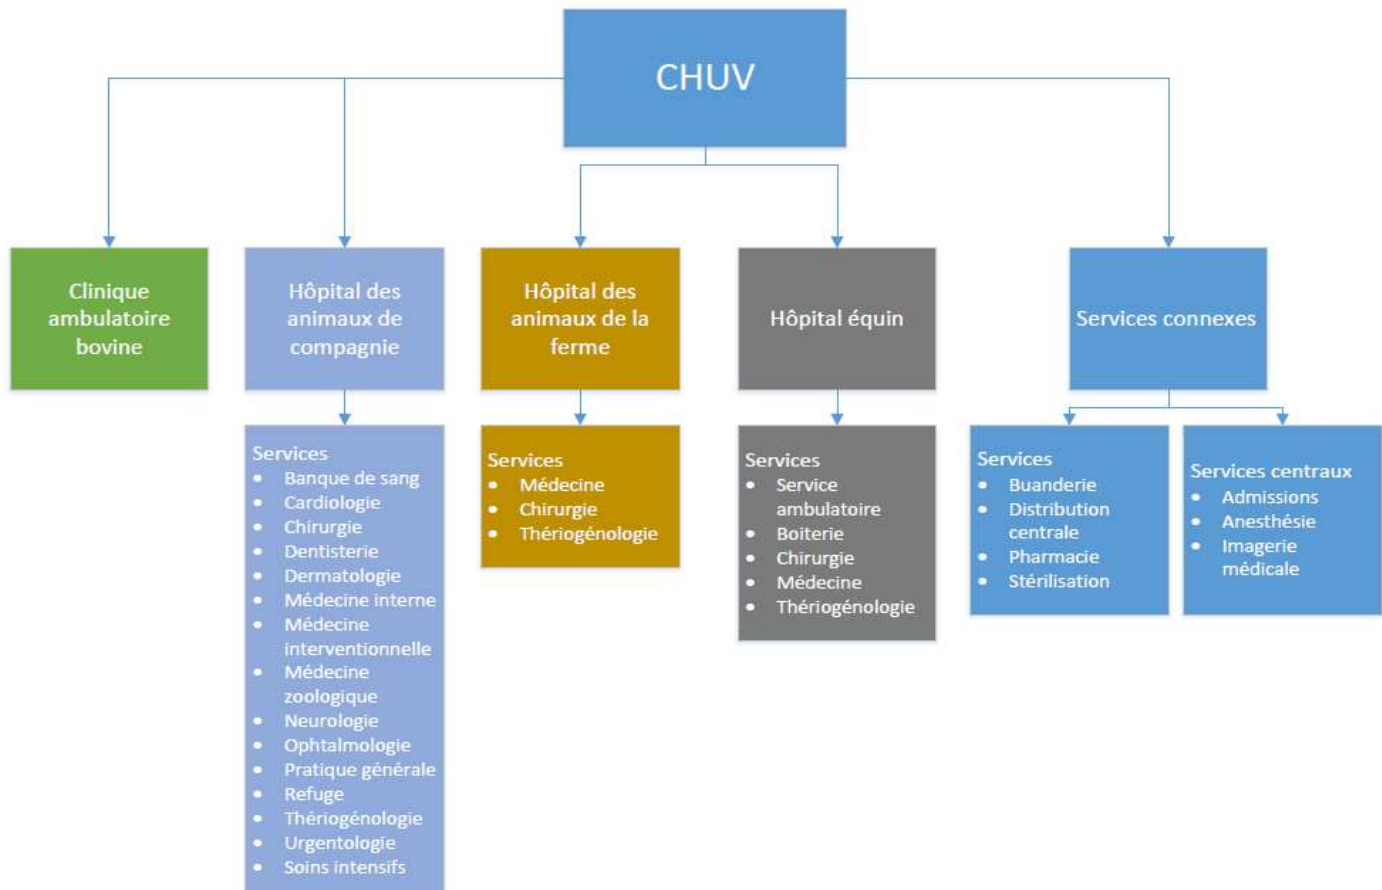 CHUV
Clinique
ambulatoire
bovine
Hôpital des
animaux de
compagnie
Hôpital des
animaux de la
ferme
Hôpital équin
Services connexes
Services
• Banque de sang
• Cardiologie
• Chirurgie
• Dentisterie
• Dermatologie
• Médecine interne
• Médecine
interventionnelle
• Médecine
zoologique
• Neurologie
• Ophtalmologie
• Pratique générale
• Refuge
• Thériogénologie
• Urgentologie
• Soins intensifs
Services
• Médecine
• Chirurgie
• Thériogénologie
Services
• Service
ambulatoire
• Boiterie
• Chirurgie
• Médecine
• Thériogénologie
Services
• Buanderie
• Distribution
centrale
• Pharmacie
• Stérilisation
Services centraux
• Admissions
• Anesthésie
• Imagerie
médicale